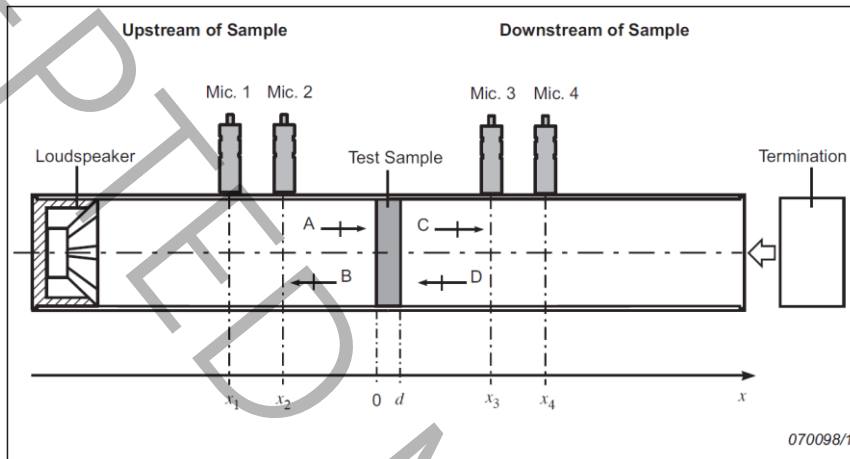 Upstream of Sample Downstream of Sample
Mic. 1 Mic. 2 Mic. 3 Mic. 4
Loudspeaker Test Sample Termination
A C
B D
x1 x2 0 d x3 x4 x
070098/1
PTED